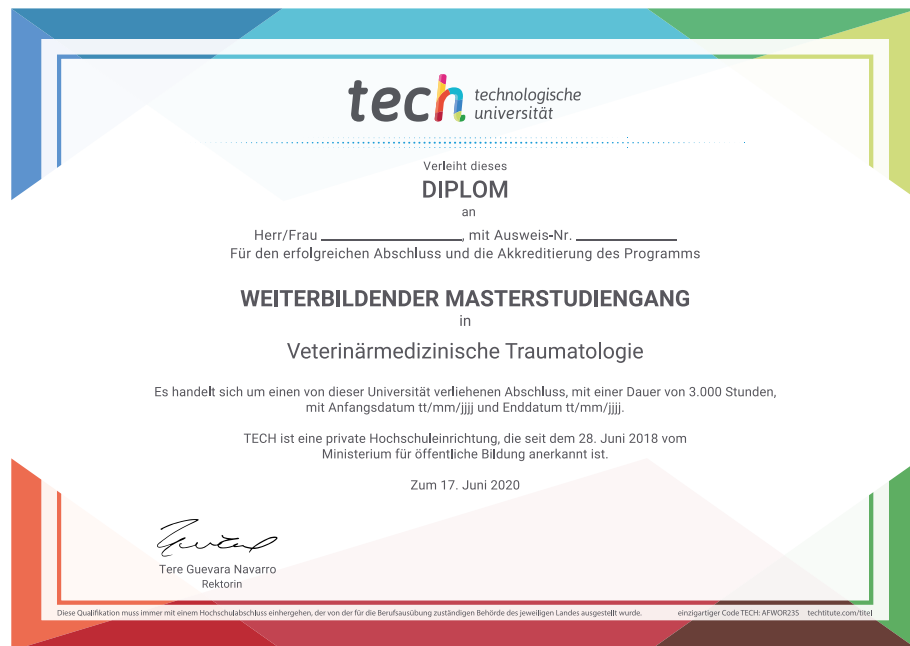 tech technologische
universität
Verleiht dieses
DIPLOM
an
Herr/Frau ____________, mit Ausweis-Nr. ____________
Für den erfolgreichen Abschluss und die Akkreditierung des Programms
WEITERBILDENDER MASTERSTUDIENGANG
in
Veterinärmedizinische Traumatologie
Es handelt sich um einen von dieser Universität verliehenen Abschluss, mit einer Dauer von 3.000 Stunden,
mit Anfangsdatum tt/mm/jjjj und Enddatum tt/mm/jjjj.
TECH ist eine private Hochschuleinrichtung, die seit dem 28. Juni 2018 vom
Ministerium für öffentliche Bildung anerkannt ist.
Zum 17. Juni 2020
Tere Guevara Navarro
Rektorin
Diese Qualifikation muss immer mit einem Hochschulabschluss einhergehen, der von der für die Berufsausübung zuständigen Behörde des jeweiligen Landes ausgestellt wurde. einzigartiger Code TECH: AFWOR23S techtitute.com/titel